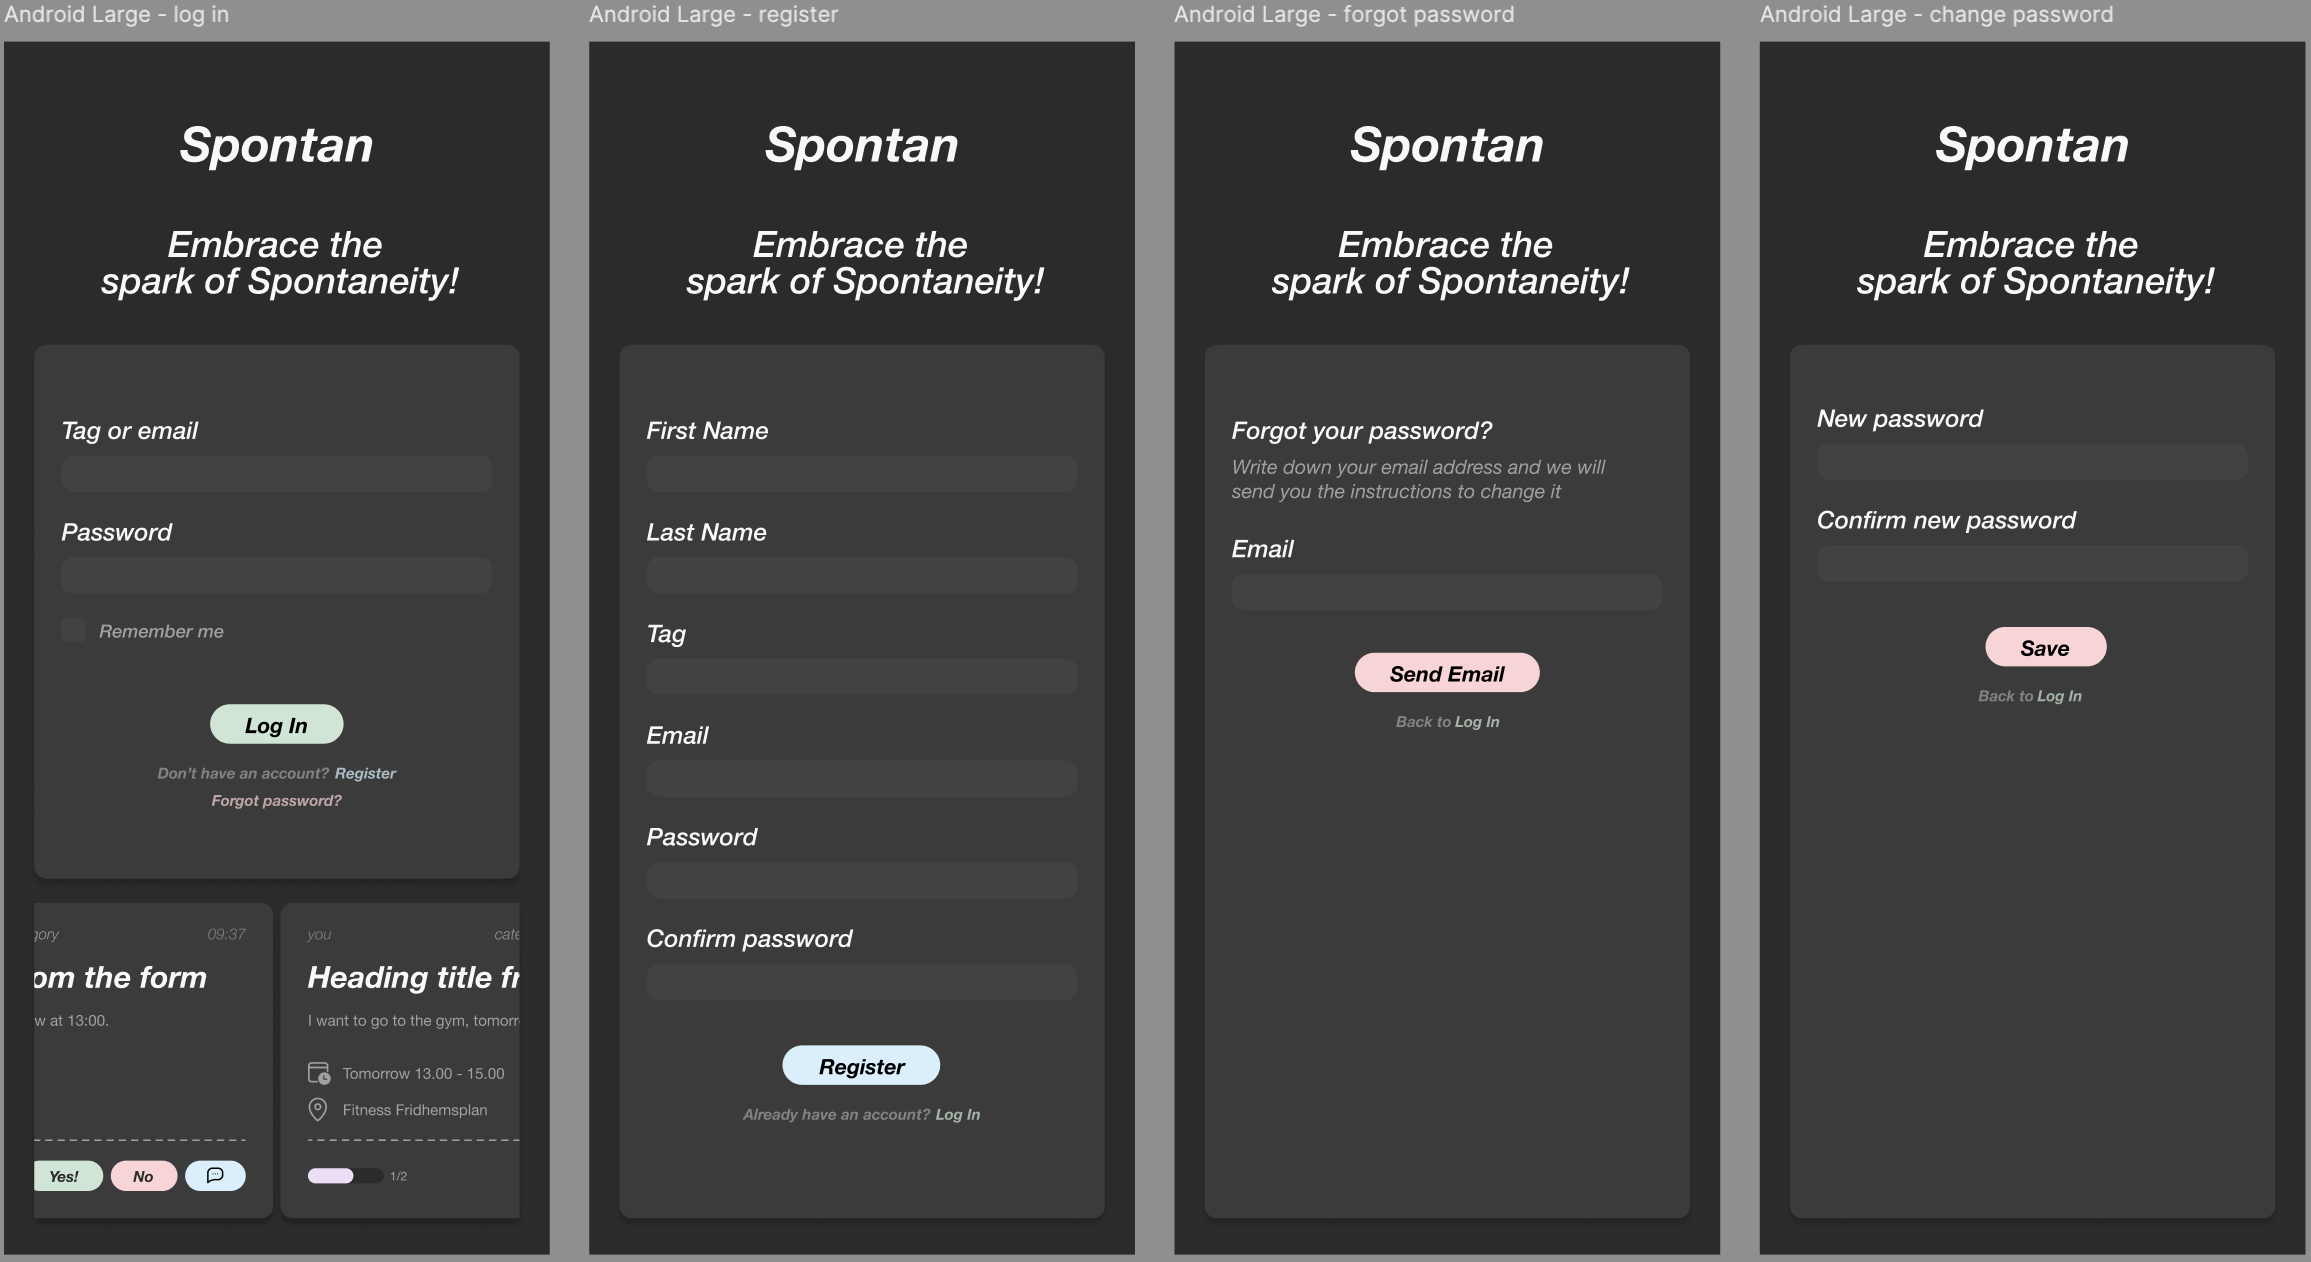 Android Large - log in
Spontan
Embrace the
spark of Spontaneity!
Tag or email
Password
Remember me
Log In
Don't have an account? Register
Forgot password?
gory 09:37
om the form
w at 13:00.
Yes! No
you cate
Heading title fr
I want to go to the gym, tomorr
Tomorrow 13.00 - 15.00
Fitness Fridhemsplan
1/2
Android Large - register
Spontan
Embrace the
spark of Spontaneity!
First Name
Last Name
Tag
Email
Password
Confirm password
Register
Already have an account? Log In
Android Large - forgot password
Spontan
Embrace the
spark of Spontaneity!
Forgot your password?
Write down your email address and we will
send you the instructions to change it
Email
Send Email
Back to Log In
Android Large - change password
Spontan
Embrace the
spark of Spontaneity!
New password
Confirm new password
Save
Back to Log In